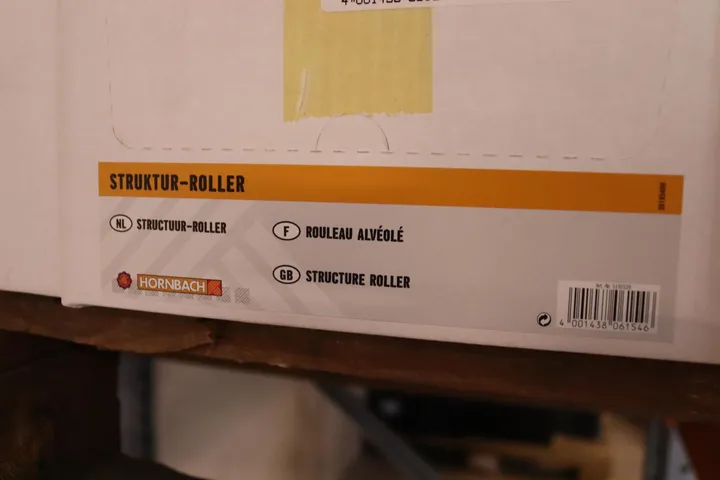 STRUKTUR-ROLLER
NL STRUCTUUR-ROLLER
F ROULEAU ALVÉOLÉ
GB STRUCTURE ROLLER
HORNBACH
4 001438 061546